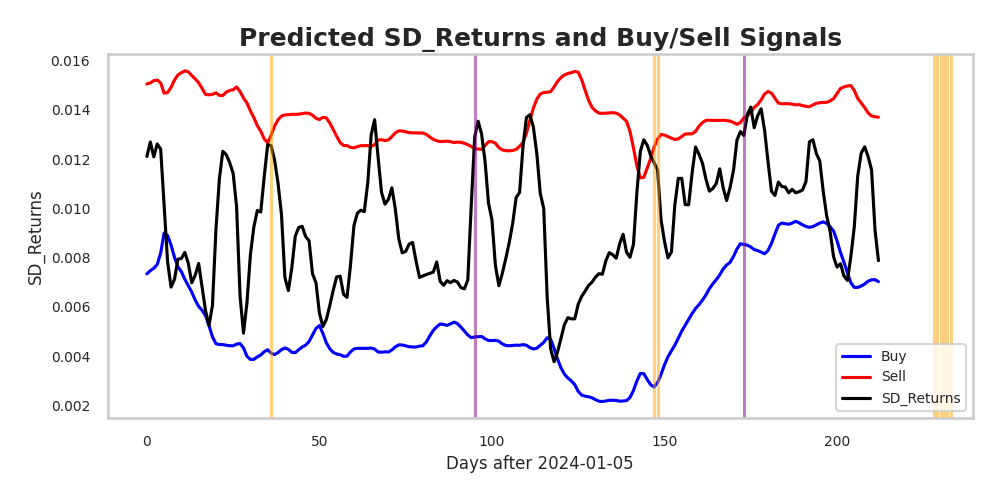 Predicted SD_Returns and Buy/Sell Signals
SD_Returns
0.016
0.014
0.012
0.010
0.008
0.006
0.004
0.002
Buy
Sell
SD_Returns
0
50
100
150
200
Days after 2024-01-05